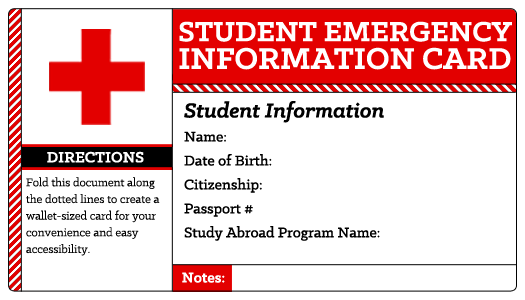 STUDENT EMERGENCY
INFORMATION CARD
DIRECTIONS
Fold this document along
the dotted lines to create a
wallet-sized card for your
convenience and easy
accessibility.
Student Information
Name:
Date of Birth:
Citizenship:
Passport #
Study Abroad Program Name:
Notes: